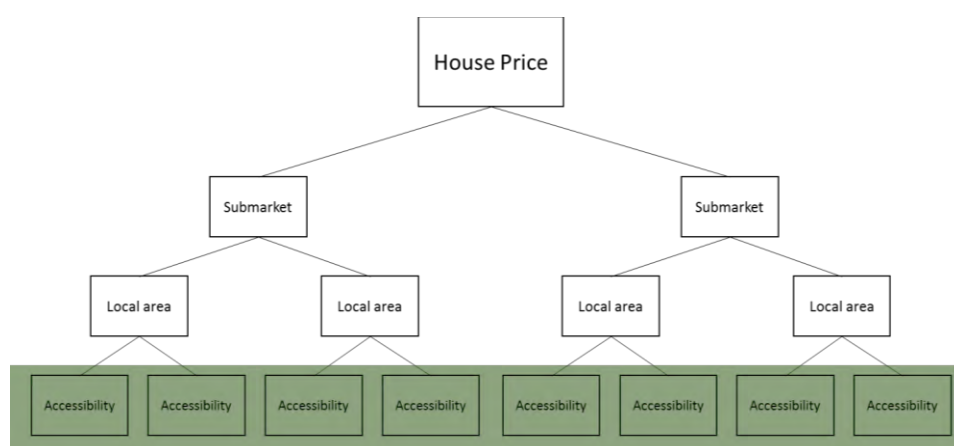 House Price
Submarket
Submarket
Local area
Local area
Local area
Local area
Accessibility
Accessibility
Accessibility
Accessibility
Accessibility
Accessibility
Accessibility
Accessibility